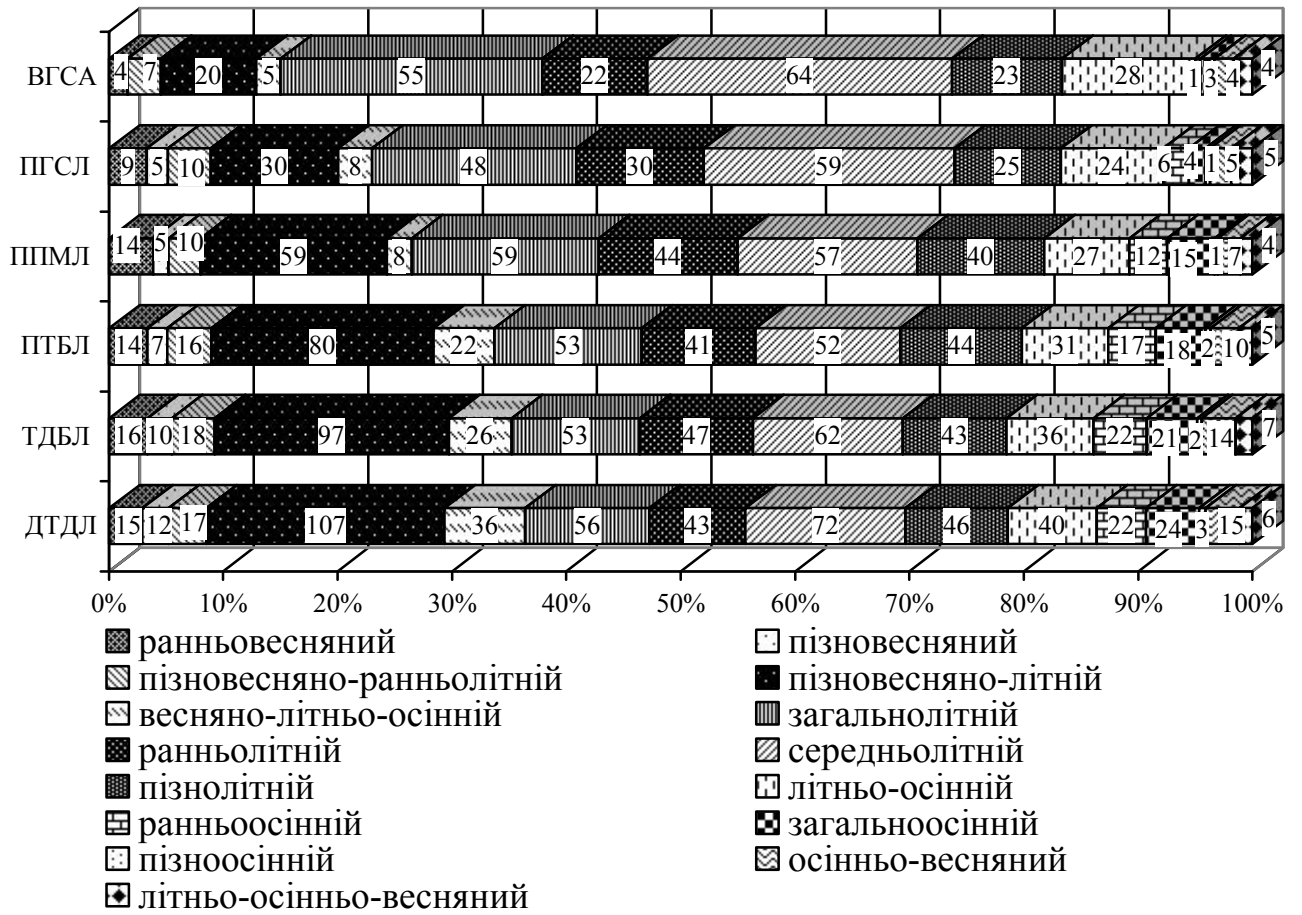 ВГСА 4 7 20 5 55 22 64 23 28 1 3 4 4
ПГСЛ 9 5 10 30 8 48 30 59 25 24 6 4 1 5 5
ППМЛ 14 5 10 59 8 59 44 57 40 27 12 15 1 7 4
ПТБЛ 14 7 16 80 22 53 41 52 44 31 17 18 2 10 5
ТДБЛ 16 10 18 97 26 53 47 62 43 36 22 21 2 14 7
ДТДЛ 15 12 17 107 36 56 43 72 46 40 22 24 3 15 6
0% 10% 20% 30% 40% 50% 60% 70% 80% 90% 100%
ранньовесняний пізновесняний
пізновесняно-ранньолітній пізновесняно-літній
весняно-літньо-осінній загальнолітній
ранньолітній середньолітній
пізнолітній літньо-осінній
ранньоосінній загальноосінній
пізноосінній осінньо-весняний
літньо-осінньо-весняний